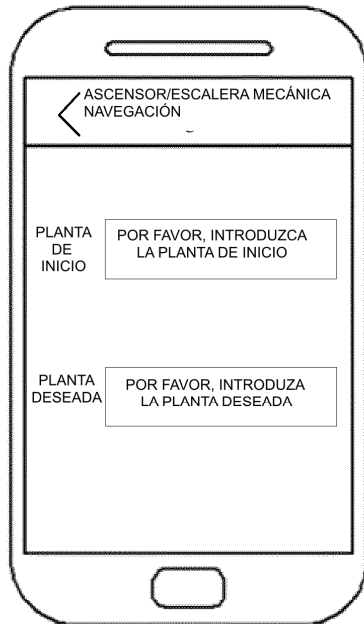 ASCENSOR/ESCALERA MECÁNICA
NAVEGACIÓN
PLANTA
DE
INICIO
POR FAVOR, INTRODUZCA
LA PLANTA DE INICIO
PLANTA
DESEADA
POR FAVOR, INTRODUZA
LA PLANTA DESEADA